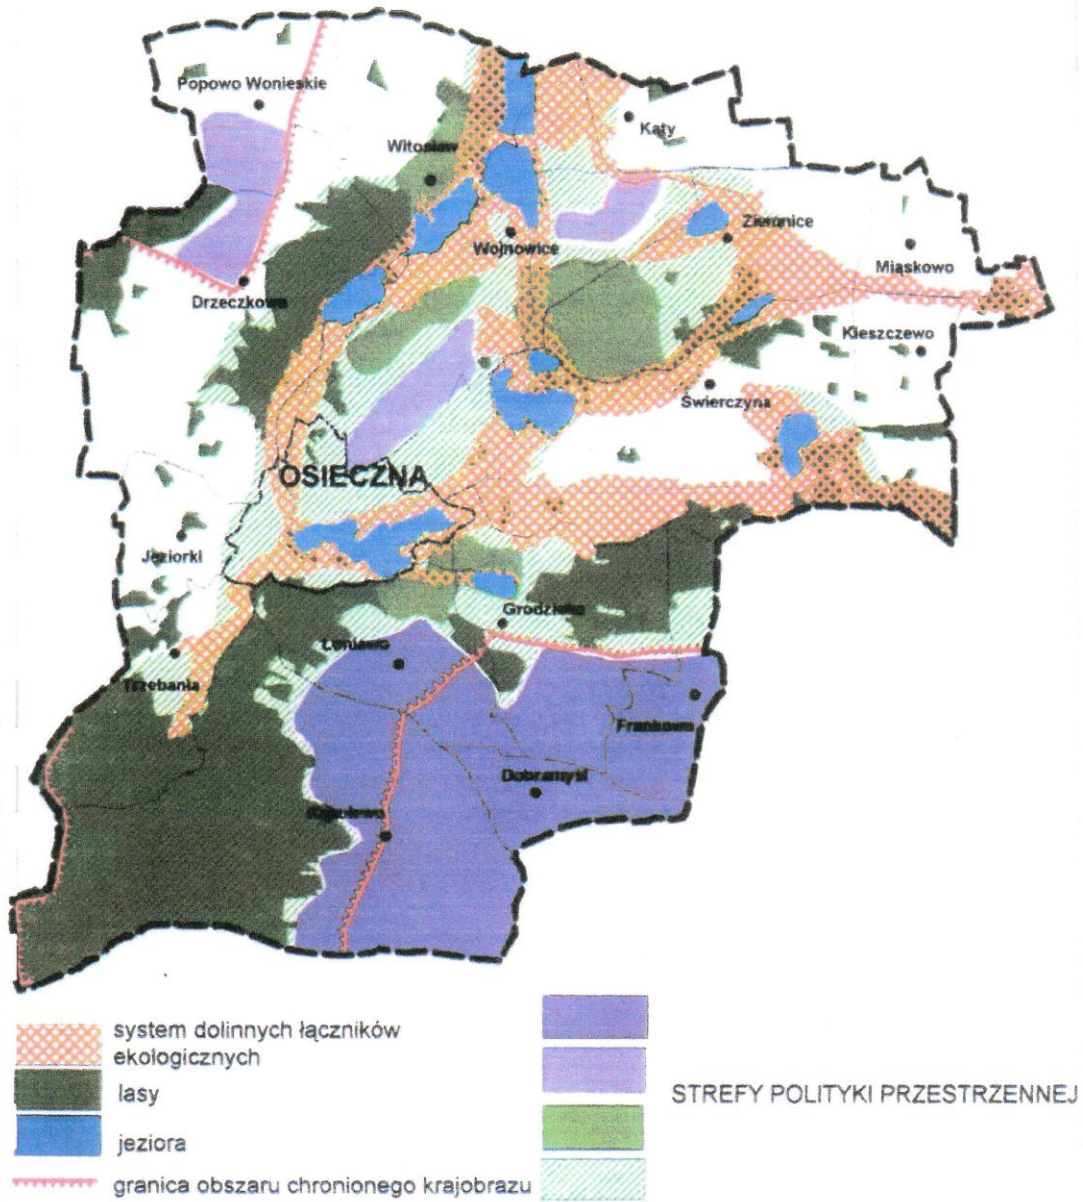 Popowo Wonieskie
Kąty
Witosław
Wojnowice
Ziemnice
Miąskowo
Drzeczkowo
Kleszczewo
Świerczyna
OSIECZNA
Jeziorki
Grodzisko
Łoniewo
Trzebania
Frankowo
Dobramyśl
system dolinnych łączników
ekologicznych
lasy
STREFY POLITYKI PRZESTRZENNEJ
jeziora
granica obszaru chronionego krajobrazu